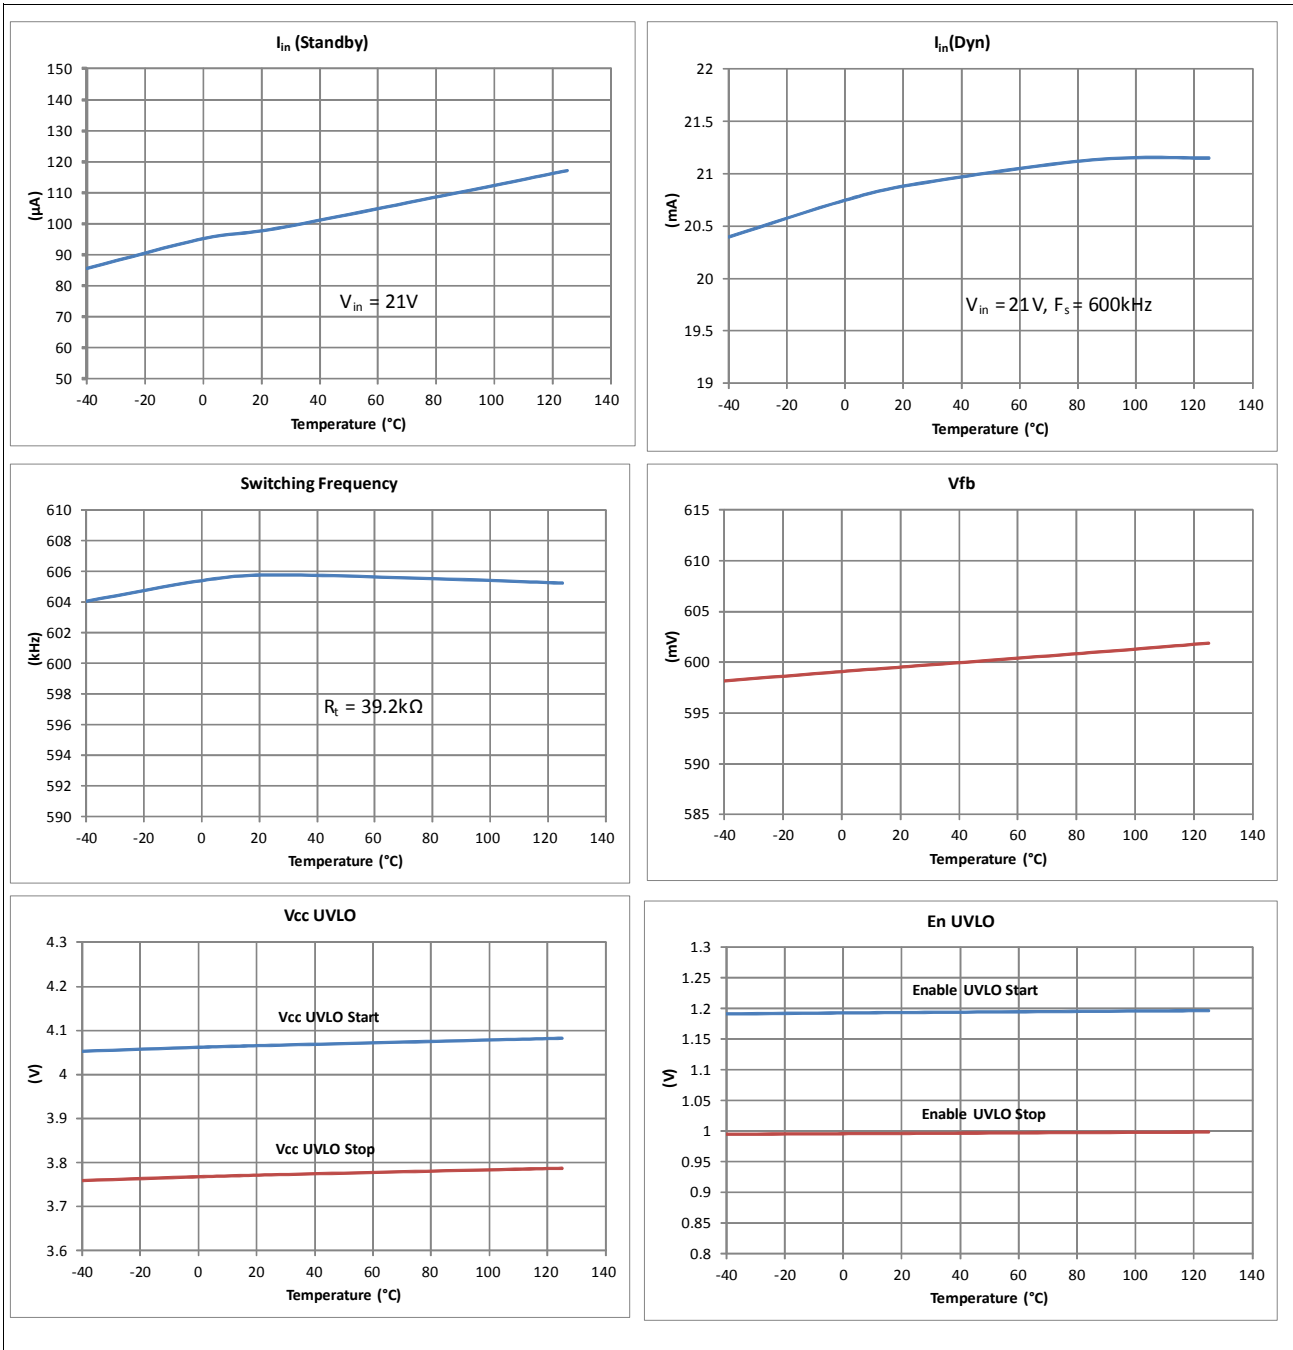 I_in (Standby)
150
140
130
120
110
100
90
80
70
60
50
(µA)
V_in = 21V
-40 -20 0 20 40 60 80 100 120 140
Temperature (°C)
I_in(Dyn)
22
21.5
21
20.5
20
19.5
19
(mA)
V_in = 21V, F_s = 600kHz
-40 -20 0 20 40 60 80 100 120 140
Temperature (°C)
Switching Frequency
610
608
606
604
602
600
598
596
594
592
590
(kHz)
R_t = 39.2kΩ
-40 -20 0 20 40 60 80 100 120 140
Temperature (°C)
Vfb
615
610
605
600
595
590
585
(mV)
-40 -20 0 20 40 60 80 100 120 140
Temperature (°C)
Vcc UVLO
4.3
4.2
4.1
4
3.9
3.8
3.7
3.6
(V)
Vcc UVLO Start
Vcc UVLO Stop
-40 -20 0 20 40 60 80 100 120 140
Temperature (°C)
En UVLO
1.3
1.25
1.2
1.15
1.1
1.05
1
0.95
0.9
0.85
0.8
(V)
Enable UVLO Start
Enable UVLO Stop
-40 -20 0 20 40 60 80 100 120 140
Temperature (°C)